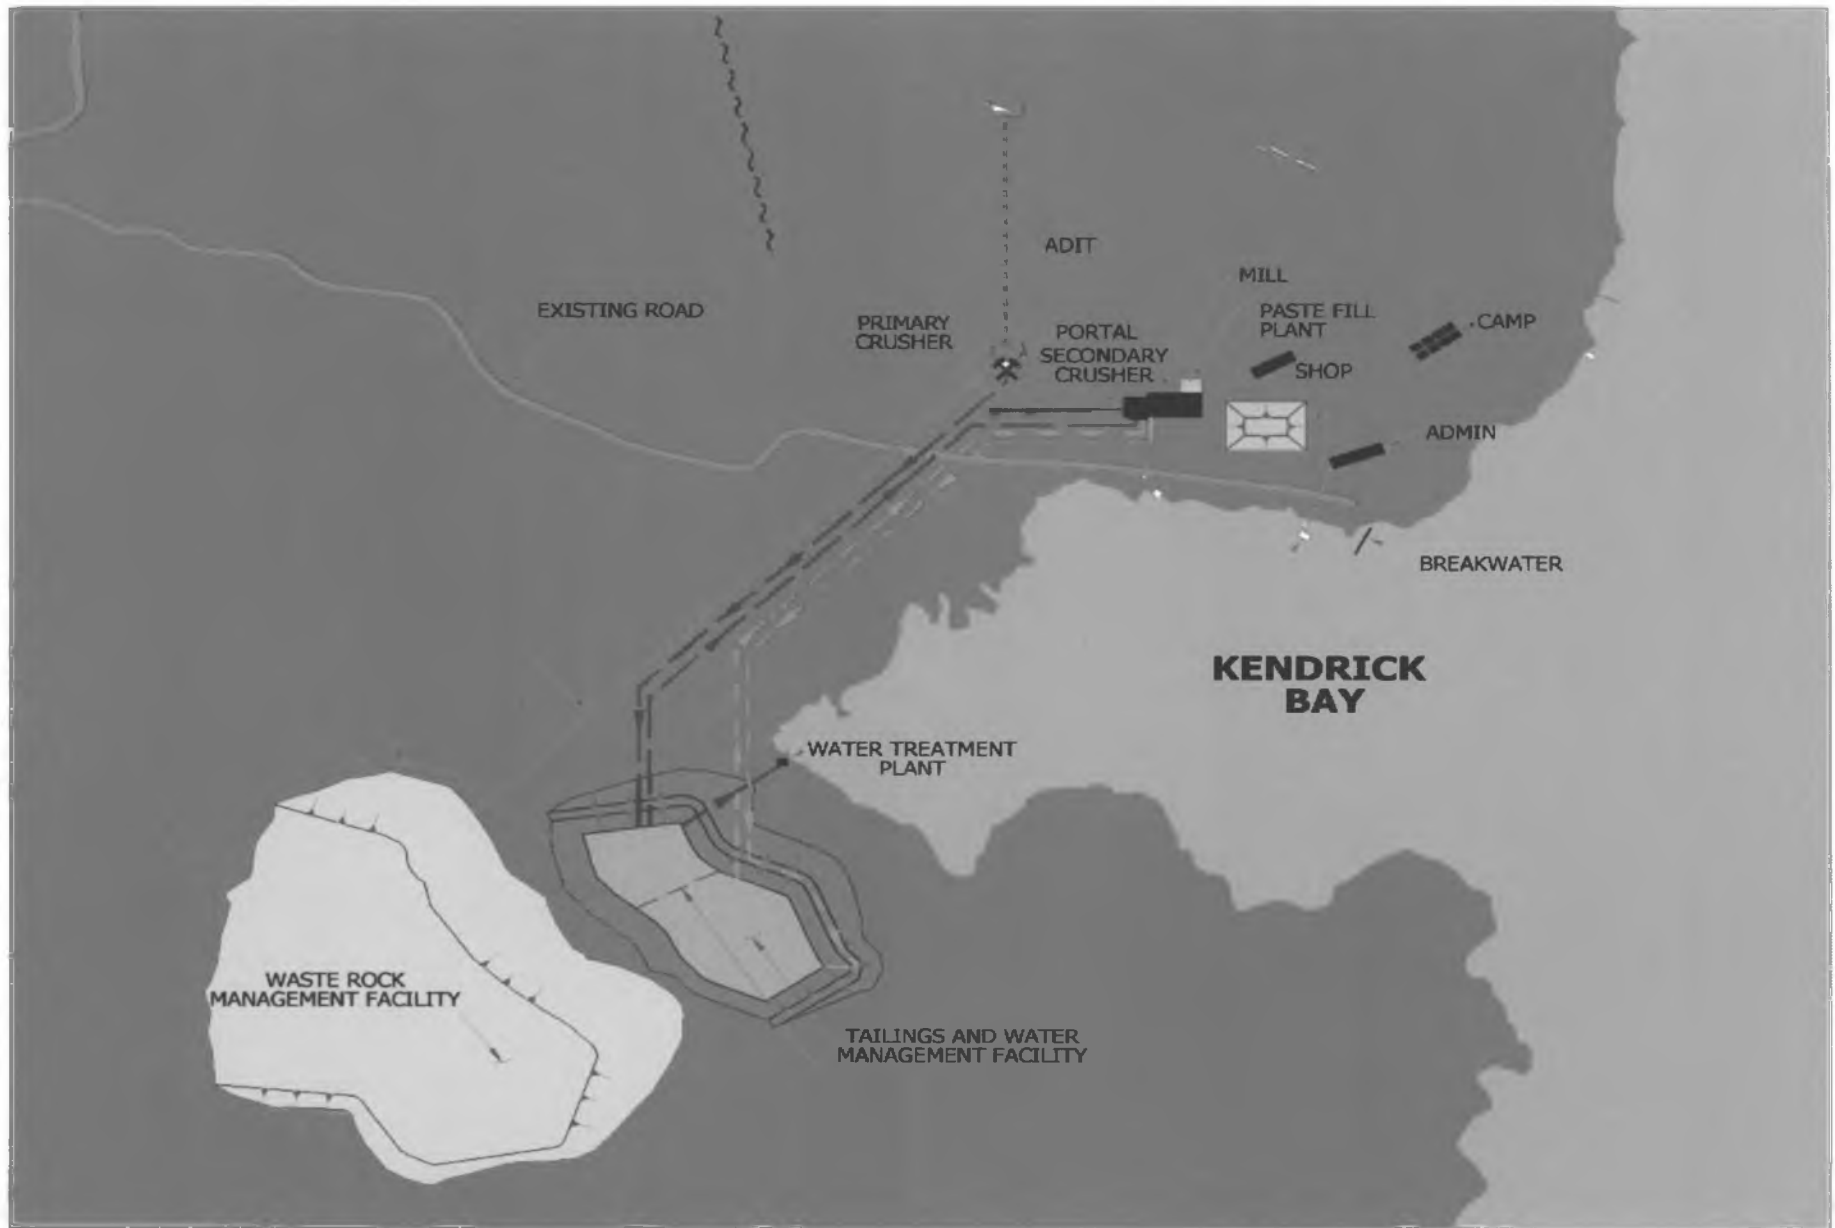 ADIT
MILL
EXISTING ROAD
PRIMARY
CRUSHER
PORTAL
SECONDARY
CRUSHER
PASTE FILL
PLANT
SHOP
CAMP
ADMIN
BREAKWATER
KENDRICK
BAY
WATER TREATMENT
PLANT
WASTE ROCK
MANAGEMENT FACILITY
TAILINGS AND WATER
MANAGEMENT FACILITY